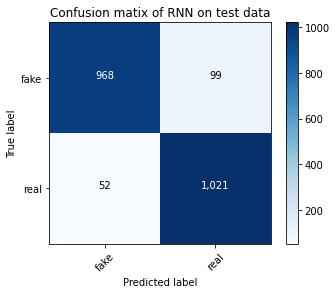 Confusion matix of RNN on test data
True label
fake
968
99
real
52
1,021
fake
real
Predicted label
1000
800
600
400
200